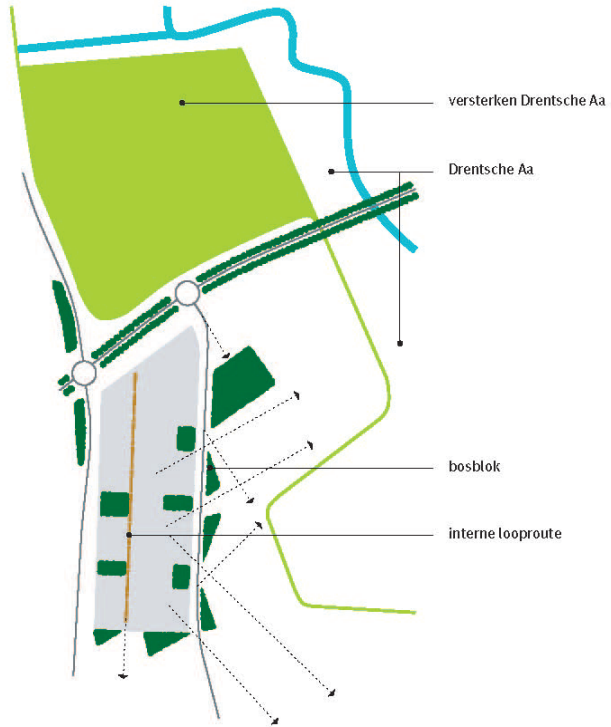 versterken Drentsche Aa
Drentsche Aa
bosblok
interne looproute